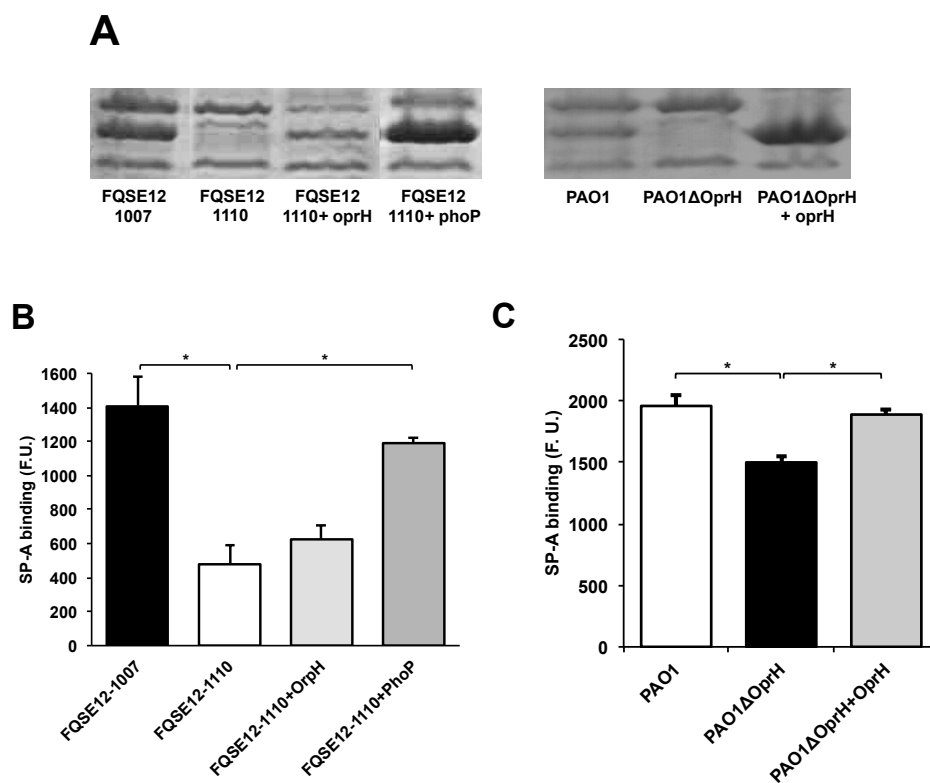 A
FQSE12 FQSE12 FQSE12 FQSE12
1007 1110 1110+ oprH 1110+ phoP
PAO1 PAO1ΔOprH PAO1ΔOprH
+ oprH
B
SP-A binding (F.U.)
1600
1400
1200
1000
800
600
400
200
0
*
*
FQSE12-1007
FQSE12-1110
FQSE12-1110+OrpH
FQSE12-1110+PhoP
C
SP-A binding (F. U.)
2500
2000
1500
1000
500
0
*
*
PAO1
PAO1ΔOprH
PAO1ΔOprH+OprH